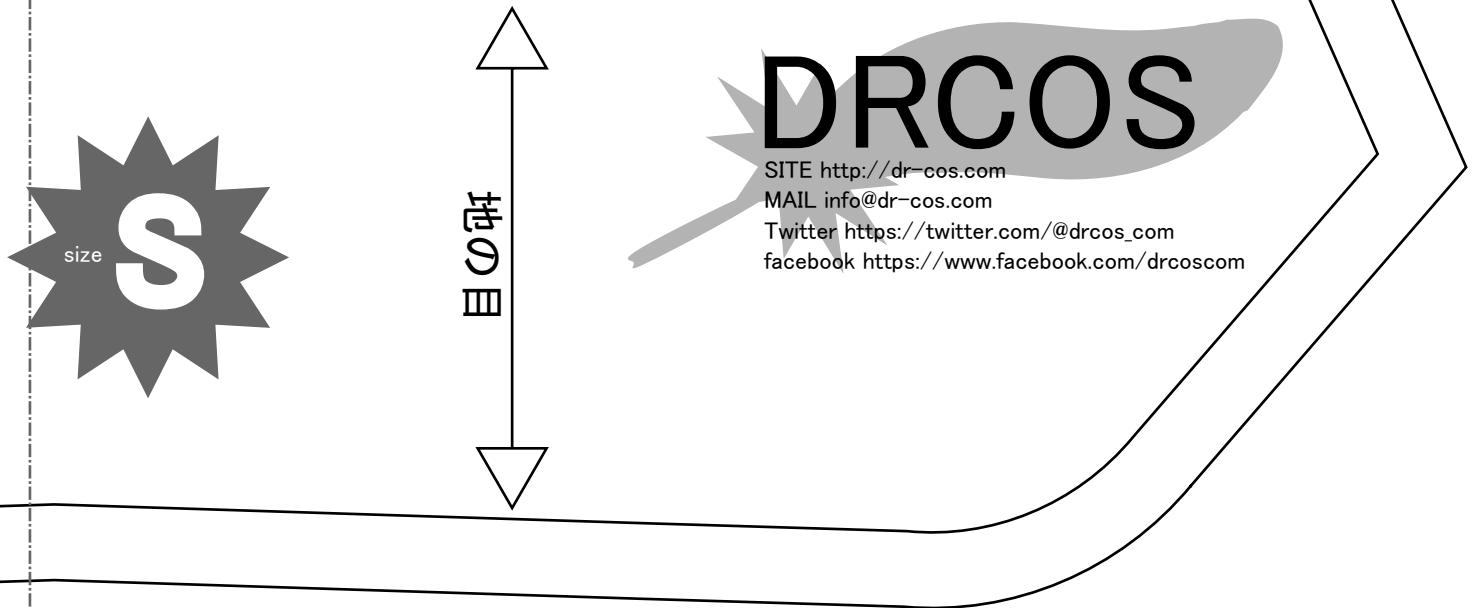 size S
地の目
DRCOS
SITE http://dr-cos.com
MAIL info@dr-cos.com
Twitter https://twitter.com/@drcos_com
facebook https://www.facebook.com/drcoscom